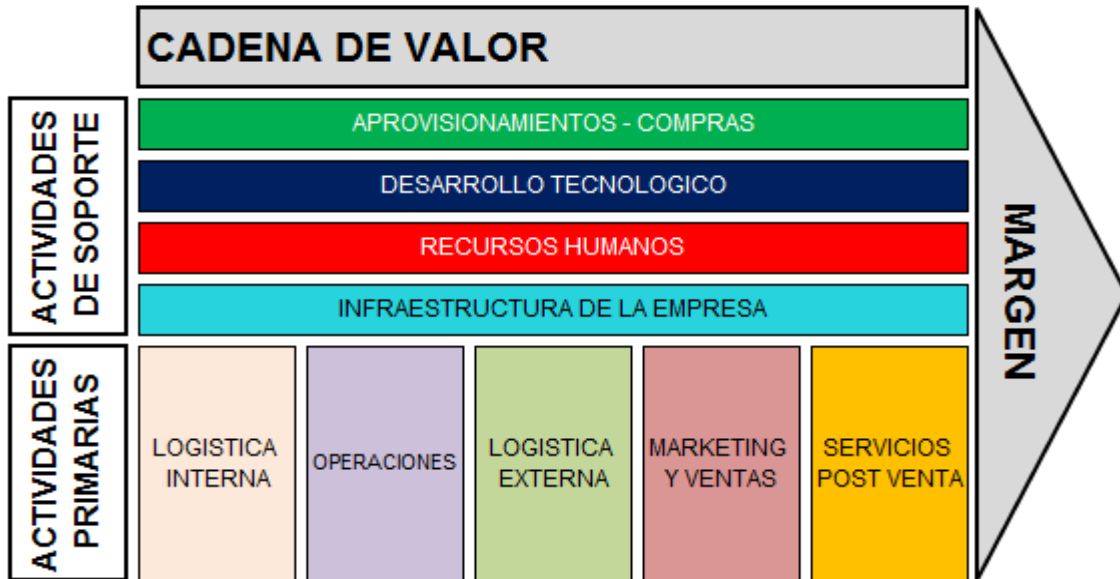 CADENA DE VALOR
ACTIVIDADES
DE SOPORTE
APROVISIONAMIENTOS - COMPRAS
DESARROLLO TECNOLOGICO
RECURSOS HUMANOS
INFRAESTRUCTURA DE LA EMPRESA
ACTIVIDADES
PRIMARIAS
LOGISTICA
INTERNA
OPERACIONES
LOGISTICA
EXTERNA
MARKETING
Y VENTAS
SERVICIOS
POST VENTA
MARGEN